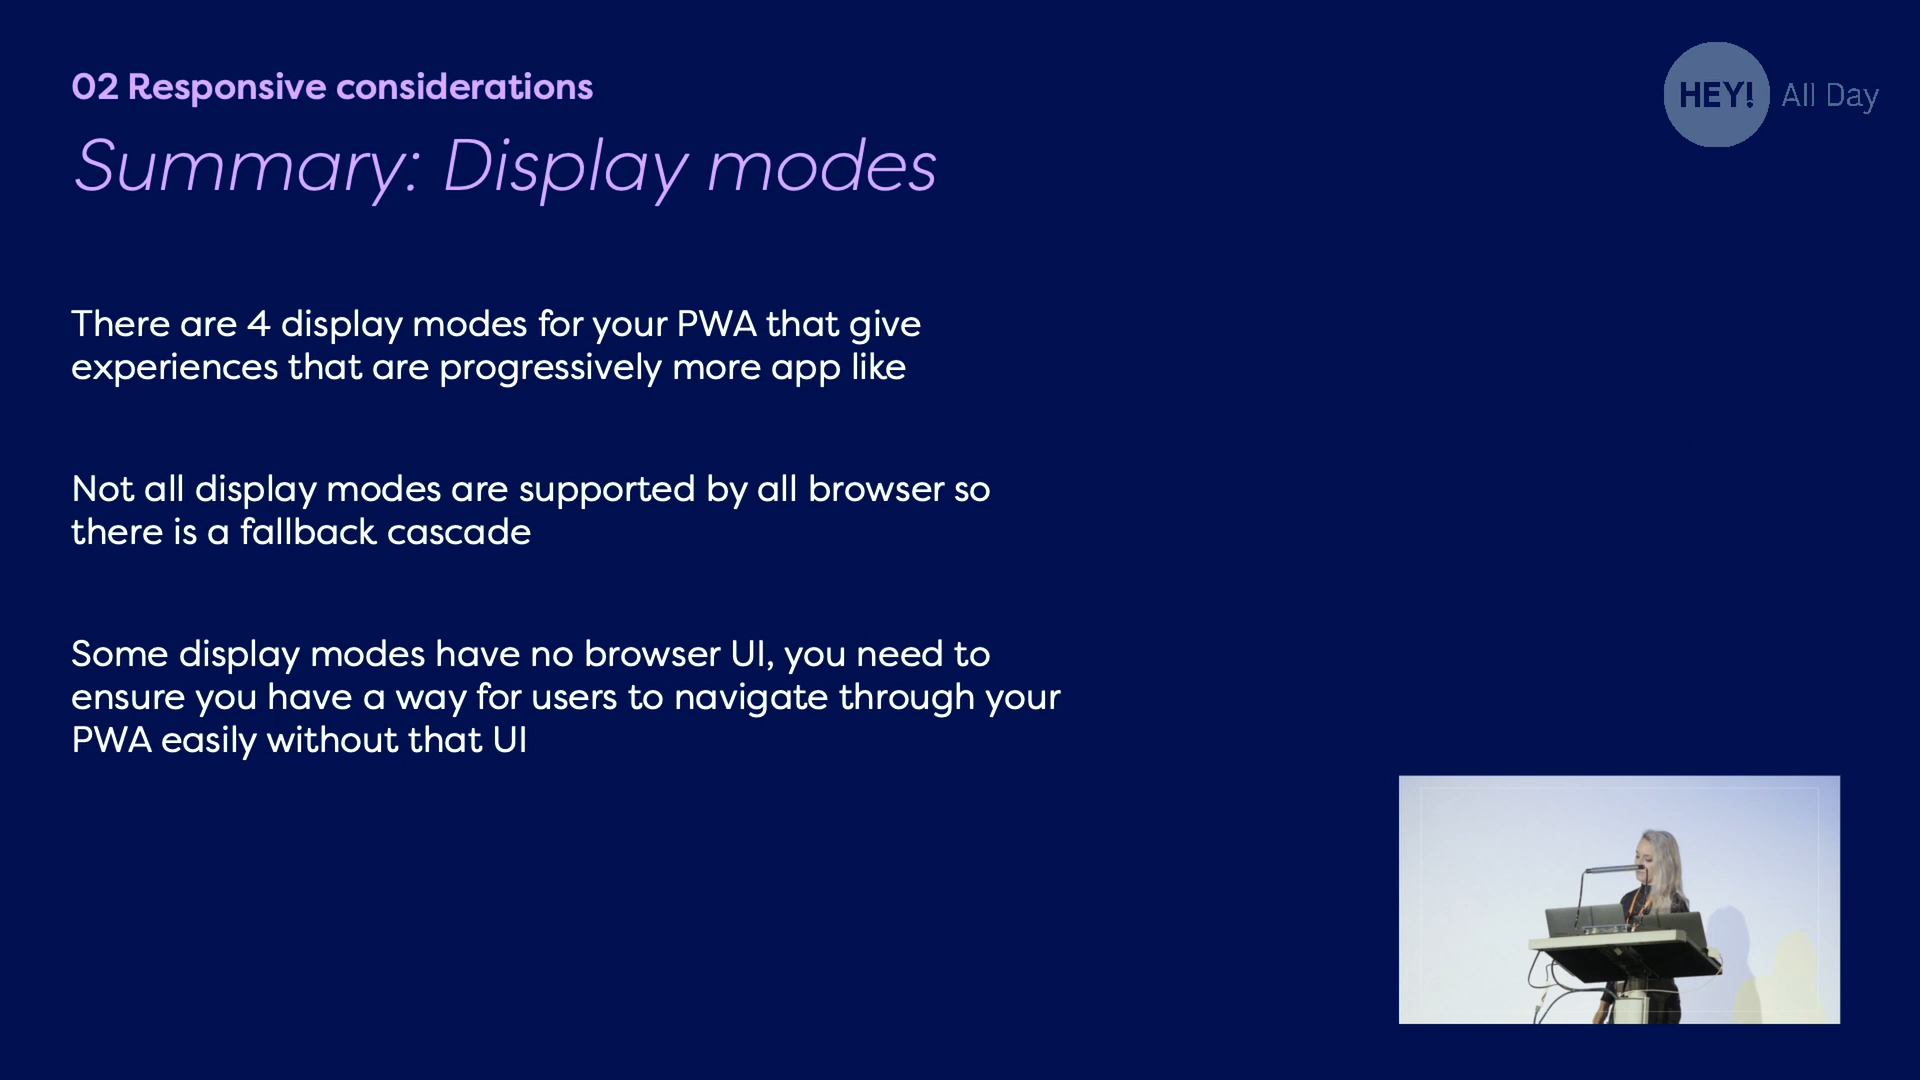 02 Responsive considerations
HEY! All Day
Summary: Display modes
There are 4 display modes for your PWA that give
experiences that are progressively more app like
Not all display modes are supported by all browser so
there is a fallback cascade
Some display modes have no browser UI, you need to
ensure you have a way for users to navigate through your
PWA easily without that UI